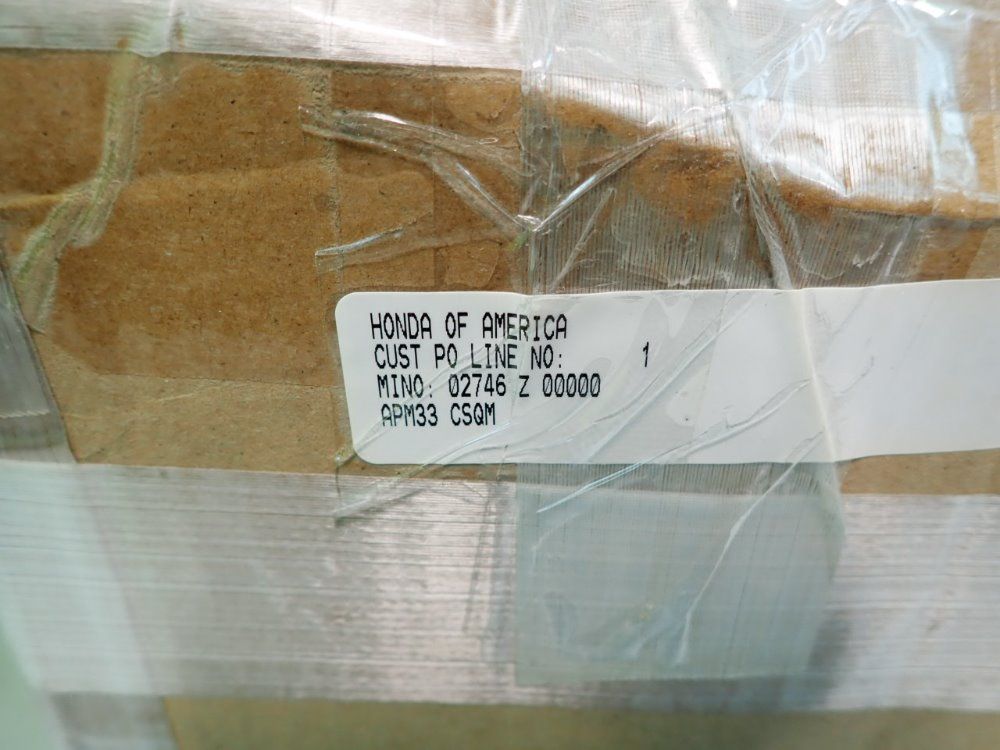 HONDA OF AMERICA
CUST PO LINE NO: 1
MINO: 02746 Z 00000
APM33 CSQM